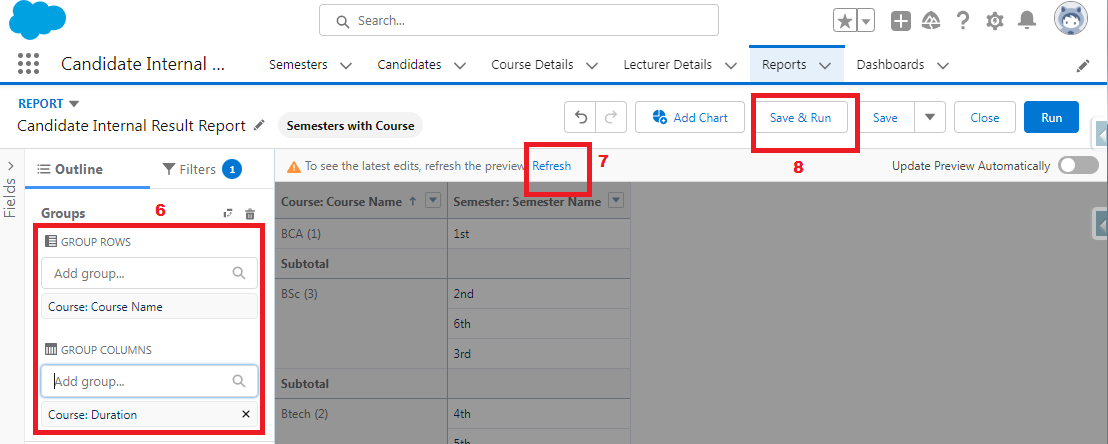 Search...
Candidate Internal ...
Semesters
Candidates
Course Details
Lecturer Details
Reports
Dashboards
REPORT
Candidate Internal Result Report
Semesters with Course
Add Chart
Save & Run
Save
Close
Run
8
Fields
Outline
Filters 1
To see the latest edits, refresh the preview Refresh
7
Update Preview Automatically
Groups
6
GROUP ROWS
Add group...
Course: Course Name
GROUP COLUMNS
Add group...
Course: Duration
Course: Course Name Semester: Semester Name
BCA (1) 1st
Subtotal
BSc (3) 2nd
6th
3rd
Subtotal
Btech (2) 4th
5th